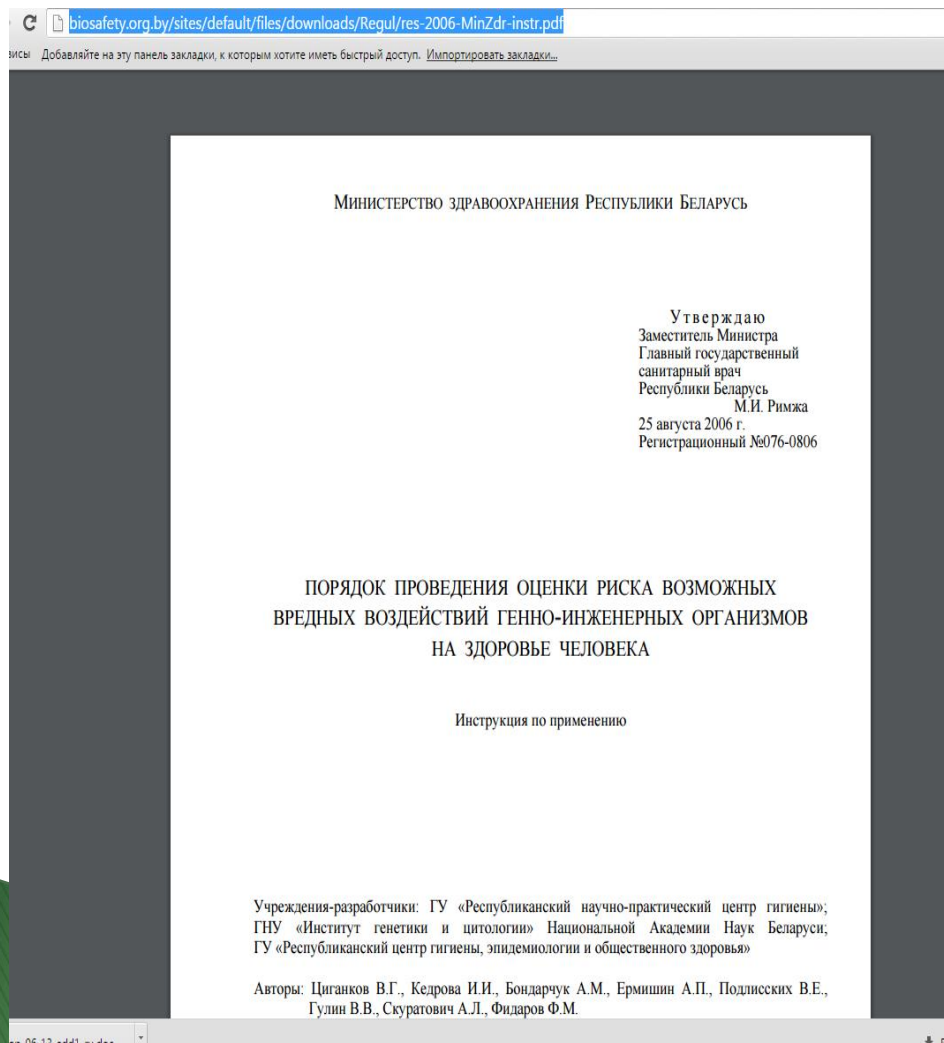 biosafety.org.by/sites/default/files/downloads/Regul/res-2006-MinZdr-instr.pdf
Добавляйте на эту панель закладки, к которым хотите иметь быстрый доступ. Импортировать закладки...
МИНИСТЕРСТВО ЗДРАВООХРАНЕНИЯ РЕСПУБЛИКИ БЕЛАРУСЬ
Утверждаю
Заместитель Министра
Главный государственный
санитарный врач
Республики Беларусь
М.И. Римжа
25 августа 2006 г.
Регистрационный №076-0806
ПОРЯДОК ПРОВЕДЕНИЯ ОЦЕНКИ РИСКА ВОЗМОЖНЫХ
ВРЕДНЫХ ВОЗДЕЙСТВИЙ ГЕННО-ИНЖЕНЕРНЫХ ОРГАНИЗМОВ
НА ЗДОРОВЬЕ ЧЕЛОВЕКА
Инструкция по применению
Учреждения-разработчики: ГУ «Республиканский научно-практический центр гигиены»;
ГНУ «Институт генетики и цитологии» Национальной Академии Наук Беларуси;
ГУ «Республиканский центр гигиены, эпидемиологии и общественного здоровья»
Авторы: Циганков В.Г., Кедрова И.И., Бондарчук А.М., Ермишин А.П., Подлисских В.Е.,
Гулин В.В., Скуратович А.Л., Фидаров Ф.М.